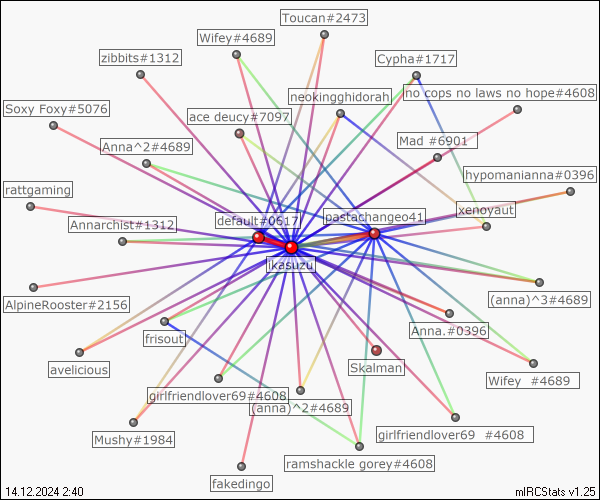 Toucan#2473
Wifey#4689
zibbits#1312
Cypha#1717
neokingghidorah
no cops no laws no hope#4608
Soxy Foxy#5076
ace deucy#7097
Mad #6901
Anna^2#4689
hypomanianna#0396
rattgaming
xenoyaut
pastachangeo41
default#0617
Annarchist#1312
ikasuzu
AlpineRooster#2156
(anna)^3#4689
Anna.#0396
frisout
avelicious
Skalman
Wifey #4689
girlfriendlover69#4608
(anna)^2#4689
Mushy#1984
girlfriendlover69 #4608
ramshackle gorey#4608
fakedingo
14.12.2024 2:40
mIRCStats v1.25